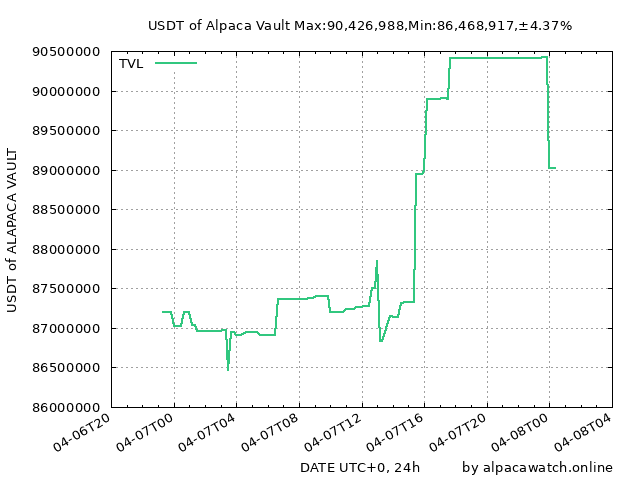 USDT of Alpaca Vault Max:90,426,988,Min:86,468,917,±4.37%
TVL
90500000
90000000
89500000
89000000
88500000
88000000
87500000
87000000
86500000
86000000
USDT of ALAPACA VAULT
04-06T20
04-07T00
04-07T04
04-07T08
04-07T12
04-07T16
04-07T20
04-08T00
04-08T04
DATE UTC+0, 24h
by alpacawatch.online